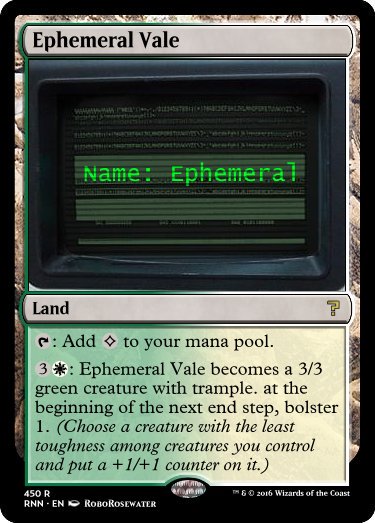 Ephemeral Vale
Name: Ephemeral
Land
: Add to your mana pool.
3 : Ephemeral Vale becomes a 3/3
green creature with trample. at the
beginning of the next end step, bolster
1. (Choose a creature with the least
toughness among creatures you control
and put a +1/+1 counter on it.)
450 R
RNN • EN RoboRosewater
™ & © 2016 Wizards of the Coast